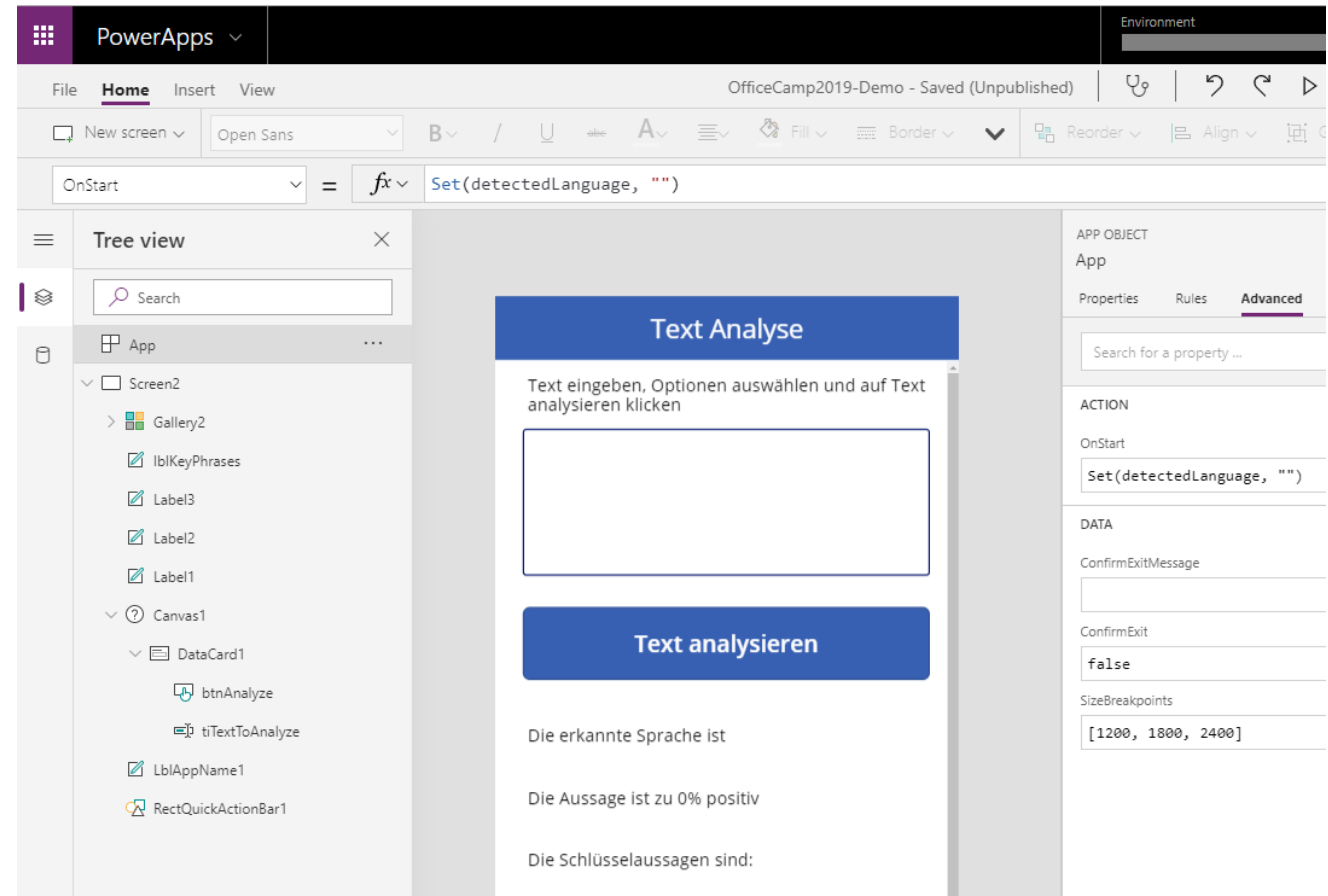 Environment
PowerApps
File Home Insert View OfficeCamp2019-Demo - Saved (Unpublished)
New screen Open Sans B / U abc A Fill Border Reorder Align
OnStart = fx Set(detectedLanguage, "")
Tree view
Search
App
Screen2
Gallery2
lblKeyPhrases
Label3
Label2
Label1
Canvas1
DataCard1
btnAnalyze
tiTextToAnalyze
LblAppName1
RectQuickActionBar1
Text Analyse
Text eingeben, Optionen auswählen und auf Text
analysieren klicken
Text analysieren
Die erkannte Sprache ist
Die Aussage ist zu 0% positiv
Die Schlüsselaussagen sind:
APP OBJECT
App
Properties Rules Advanced
Search for a property ...
ACTION
OnStart
Set(detectedLanguage, "")
DATA
ConfirmExitMessage
ConfirmExit
false
SizeBreakpoints
[1200, 1800, 2400]